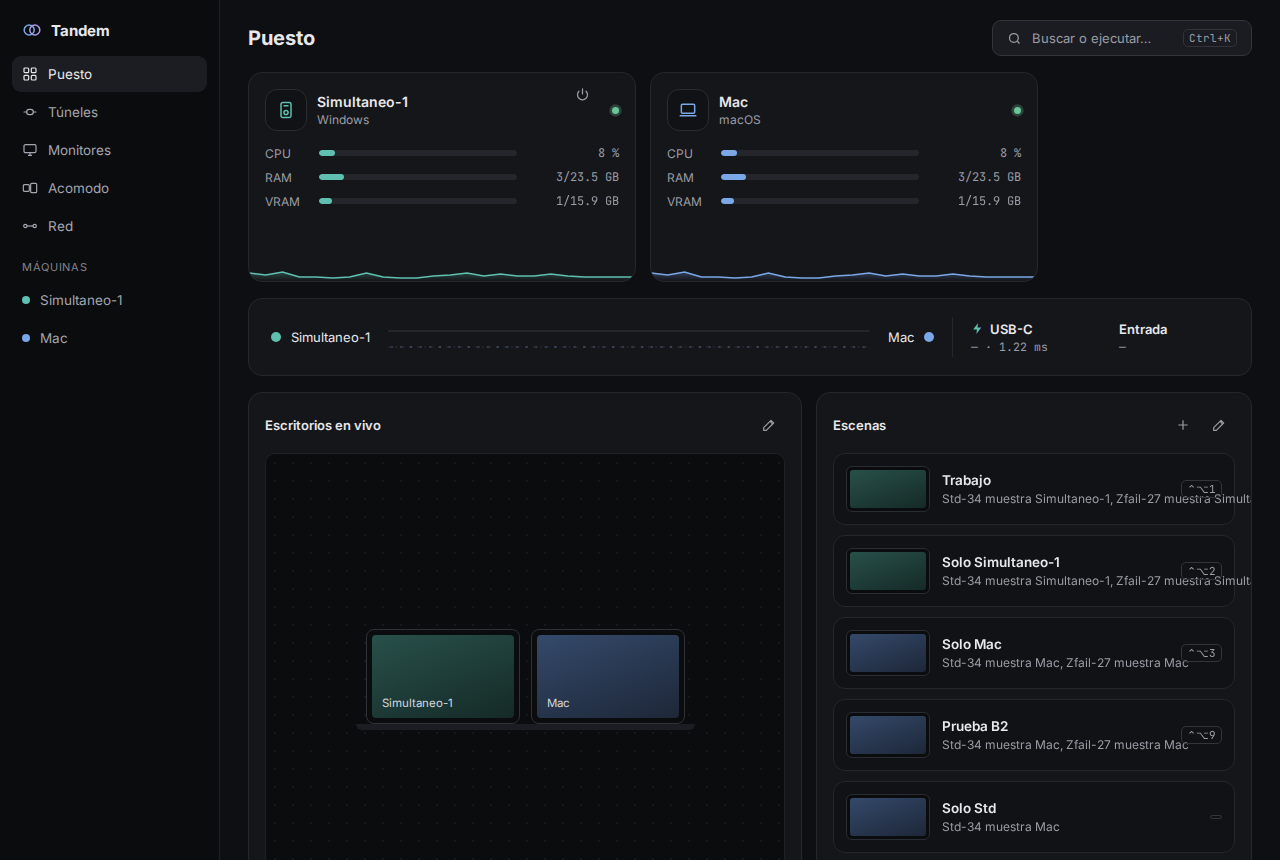 Tandem
Puesto
Túneles
Monitores
Acomodo
Red
MÁQUINAS
Simultaneo-1
Mac
Puesto
Buscar o ejecutar...
Ctrl+K
Simultaneo-1
Windows
CPU
8 %
RAM
3/23.5 GB
VRAM
1/15.9 GB
Mac
macOS
CPU
8 %
RAM
3/23.5 GB
VRAM
1/15.9 GB
Simultaneo-1
Mac
USB-C
— · 1.22 ms
Entrada
—
Escritorios en vivo
Simultaneo-1
Mac
Escenas
Trabajo
Std-34 muestra Simultaneo-1, Zfail-27 muestra Simult
⌃⌥1
Solo Simultaneo-1
Std-34 muestra Simultaneo-1, Zfail-27 muestra Simult
⌃⌥2
Solo Mac
Std-34 muestra Mac, Zfail-27 muestra Mac
⌃⌥3
Prueba B2
Std-34 muestra Mac, Zfail-27 muestra Mac
⌃⌥9
Solo Std
Std-34 muestra Mac